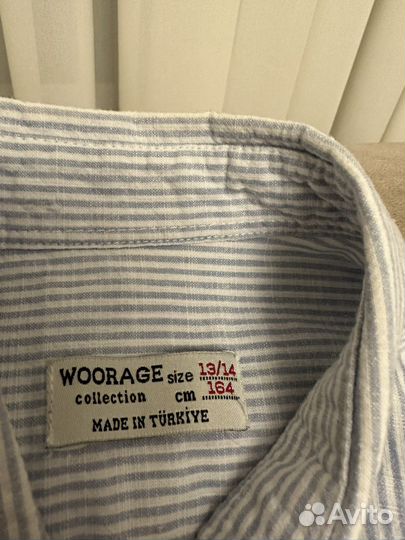 WOORAGE size 13/14
collection cm 164
MADE IN TÜRKİYE
Avito